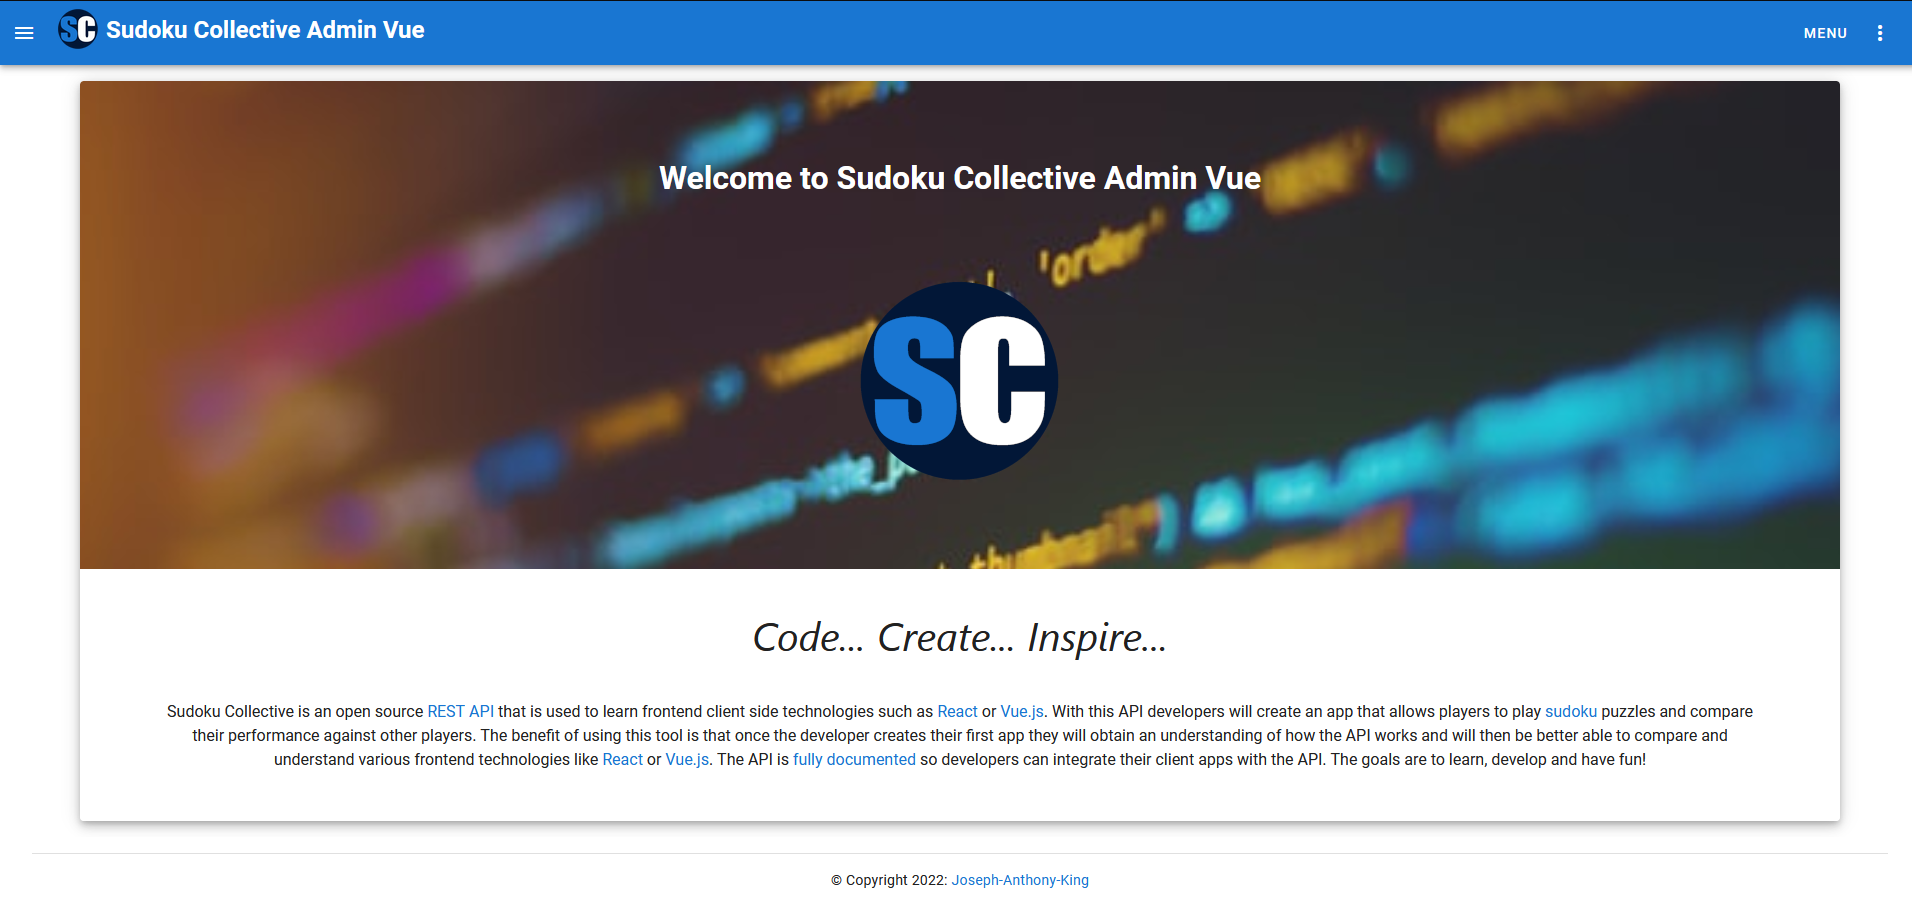 SC Sudoku Collective Admin Vue
MENU
Welcome to Sudoku Collective Admin Vue
'order'
SC
the_p
thumbnail
Code... Create... Inspire...
Sudoku Collective is an open source REST API that is used to learn frontend client side technologies such as React or Vue.js. With this API developers will create an app that allows players to play sudoku puzzles and compare
their performance against other players. The benefit of using this tool is that once the developer creates their first app they will obtain an understanding of how the API works and will then be better able to compare and
understand various frontend technologies like React or Vue.js. The API is fully documented so developers can integrate their client apps with the API. The goals are to learn, develop and have fun!
© Copyright 2022: Joseph-Anthony-King